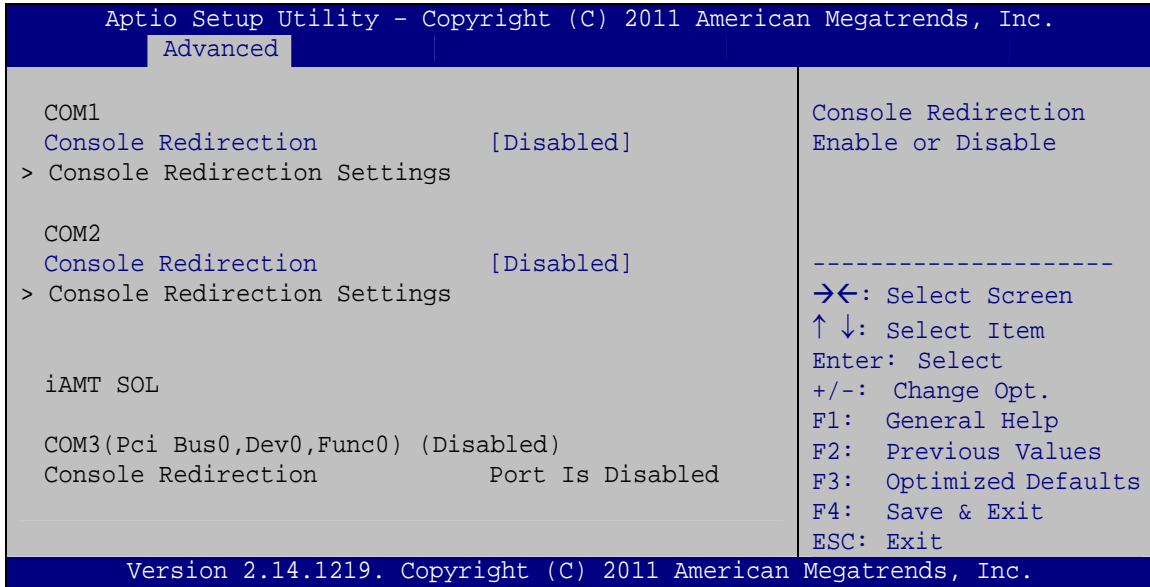 Aptio Setup Utility – Copyright (C) 2011 American Megatrends, Inc.
Advanced
COM1
Console Redirection [Disabled]
> Console Redirection Settings
COM2
Console Redirection [Disabled]
> Console Redirection Settings
iAMT SOL
COM3(Pci Bus0,Dev0,Func0) (Disabled)
Console Redirection Port Is Disabled
Console Redirection
Enable or Disable
---------------------
→←: Select Screen
↑ ↓: Select Item
Enter: Select
+/-: Change Opt.
F1: General Help
F2: Previous Values
F3: Optimized Defaults
F4: Save & Exit
ESC: Exit
Version 2.14.1219. Copyright (C) 2011 American Megatrends, Inc.